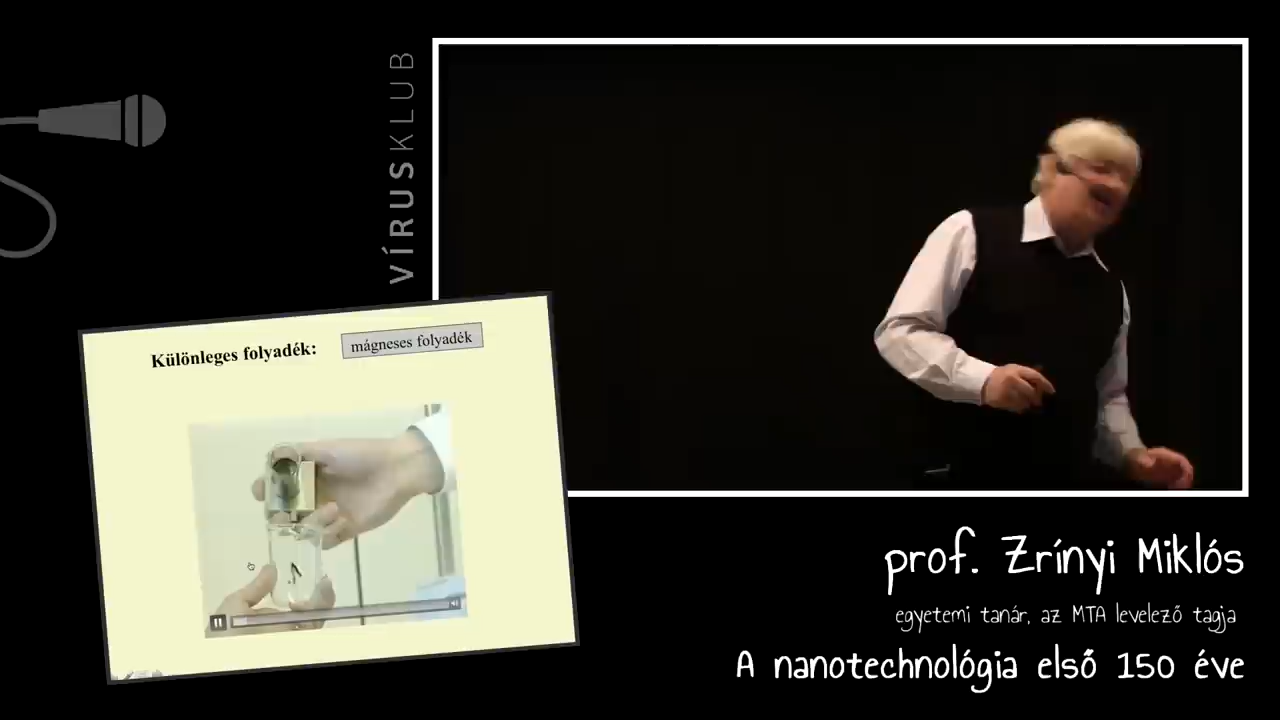 VÍRUSKLUB
Különleges folyadék: mágneses folyadék
prof. Zrínyi Miklós
egyetemi tanár, az MTA levelező tagja
A nanotechnológia első 150 éve